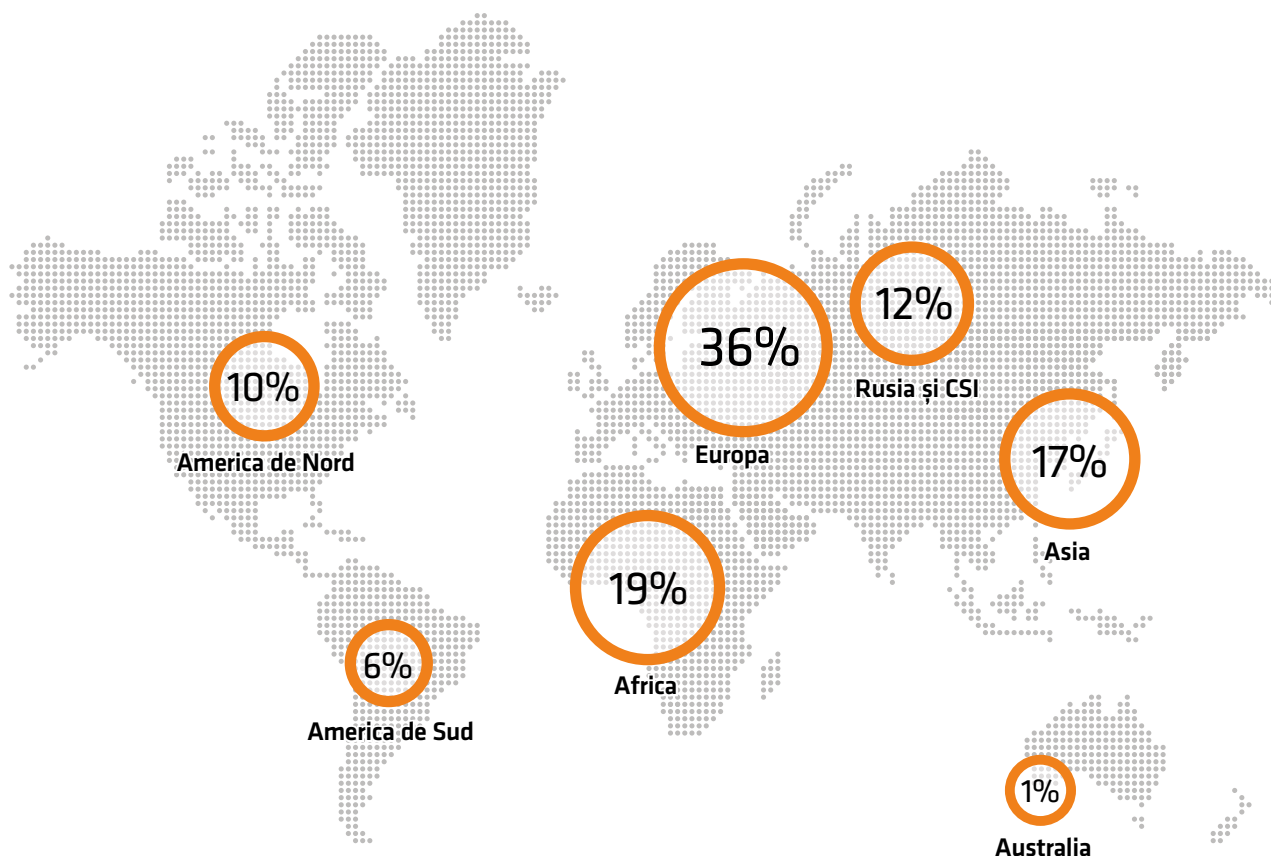 12%
Rusia și CSI
36%
Europa
10%
America de Nord
17%
Asia
19%
Africa
6%
America de Sud
1%
Australia